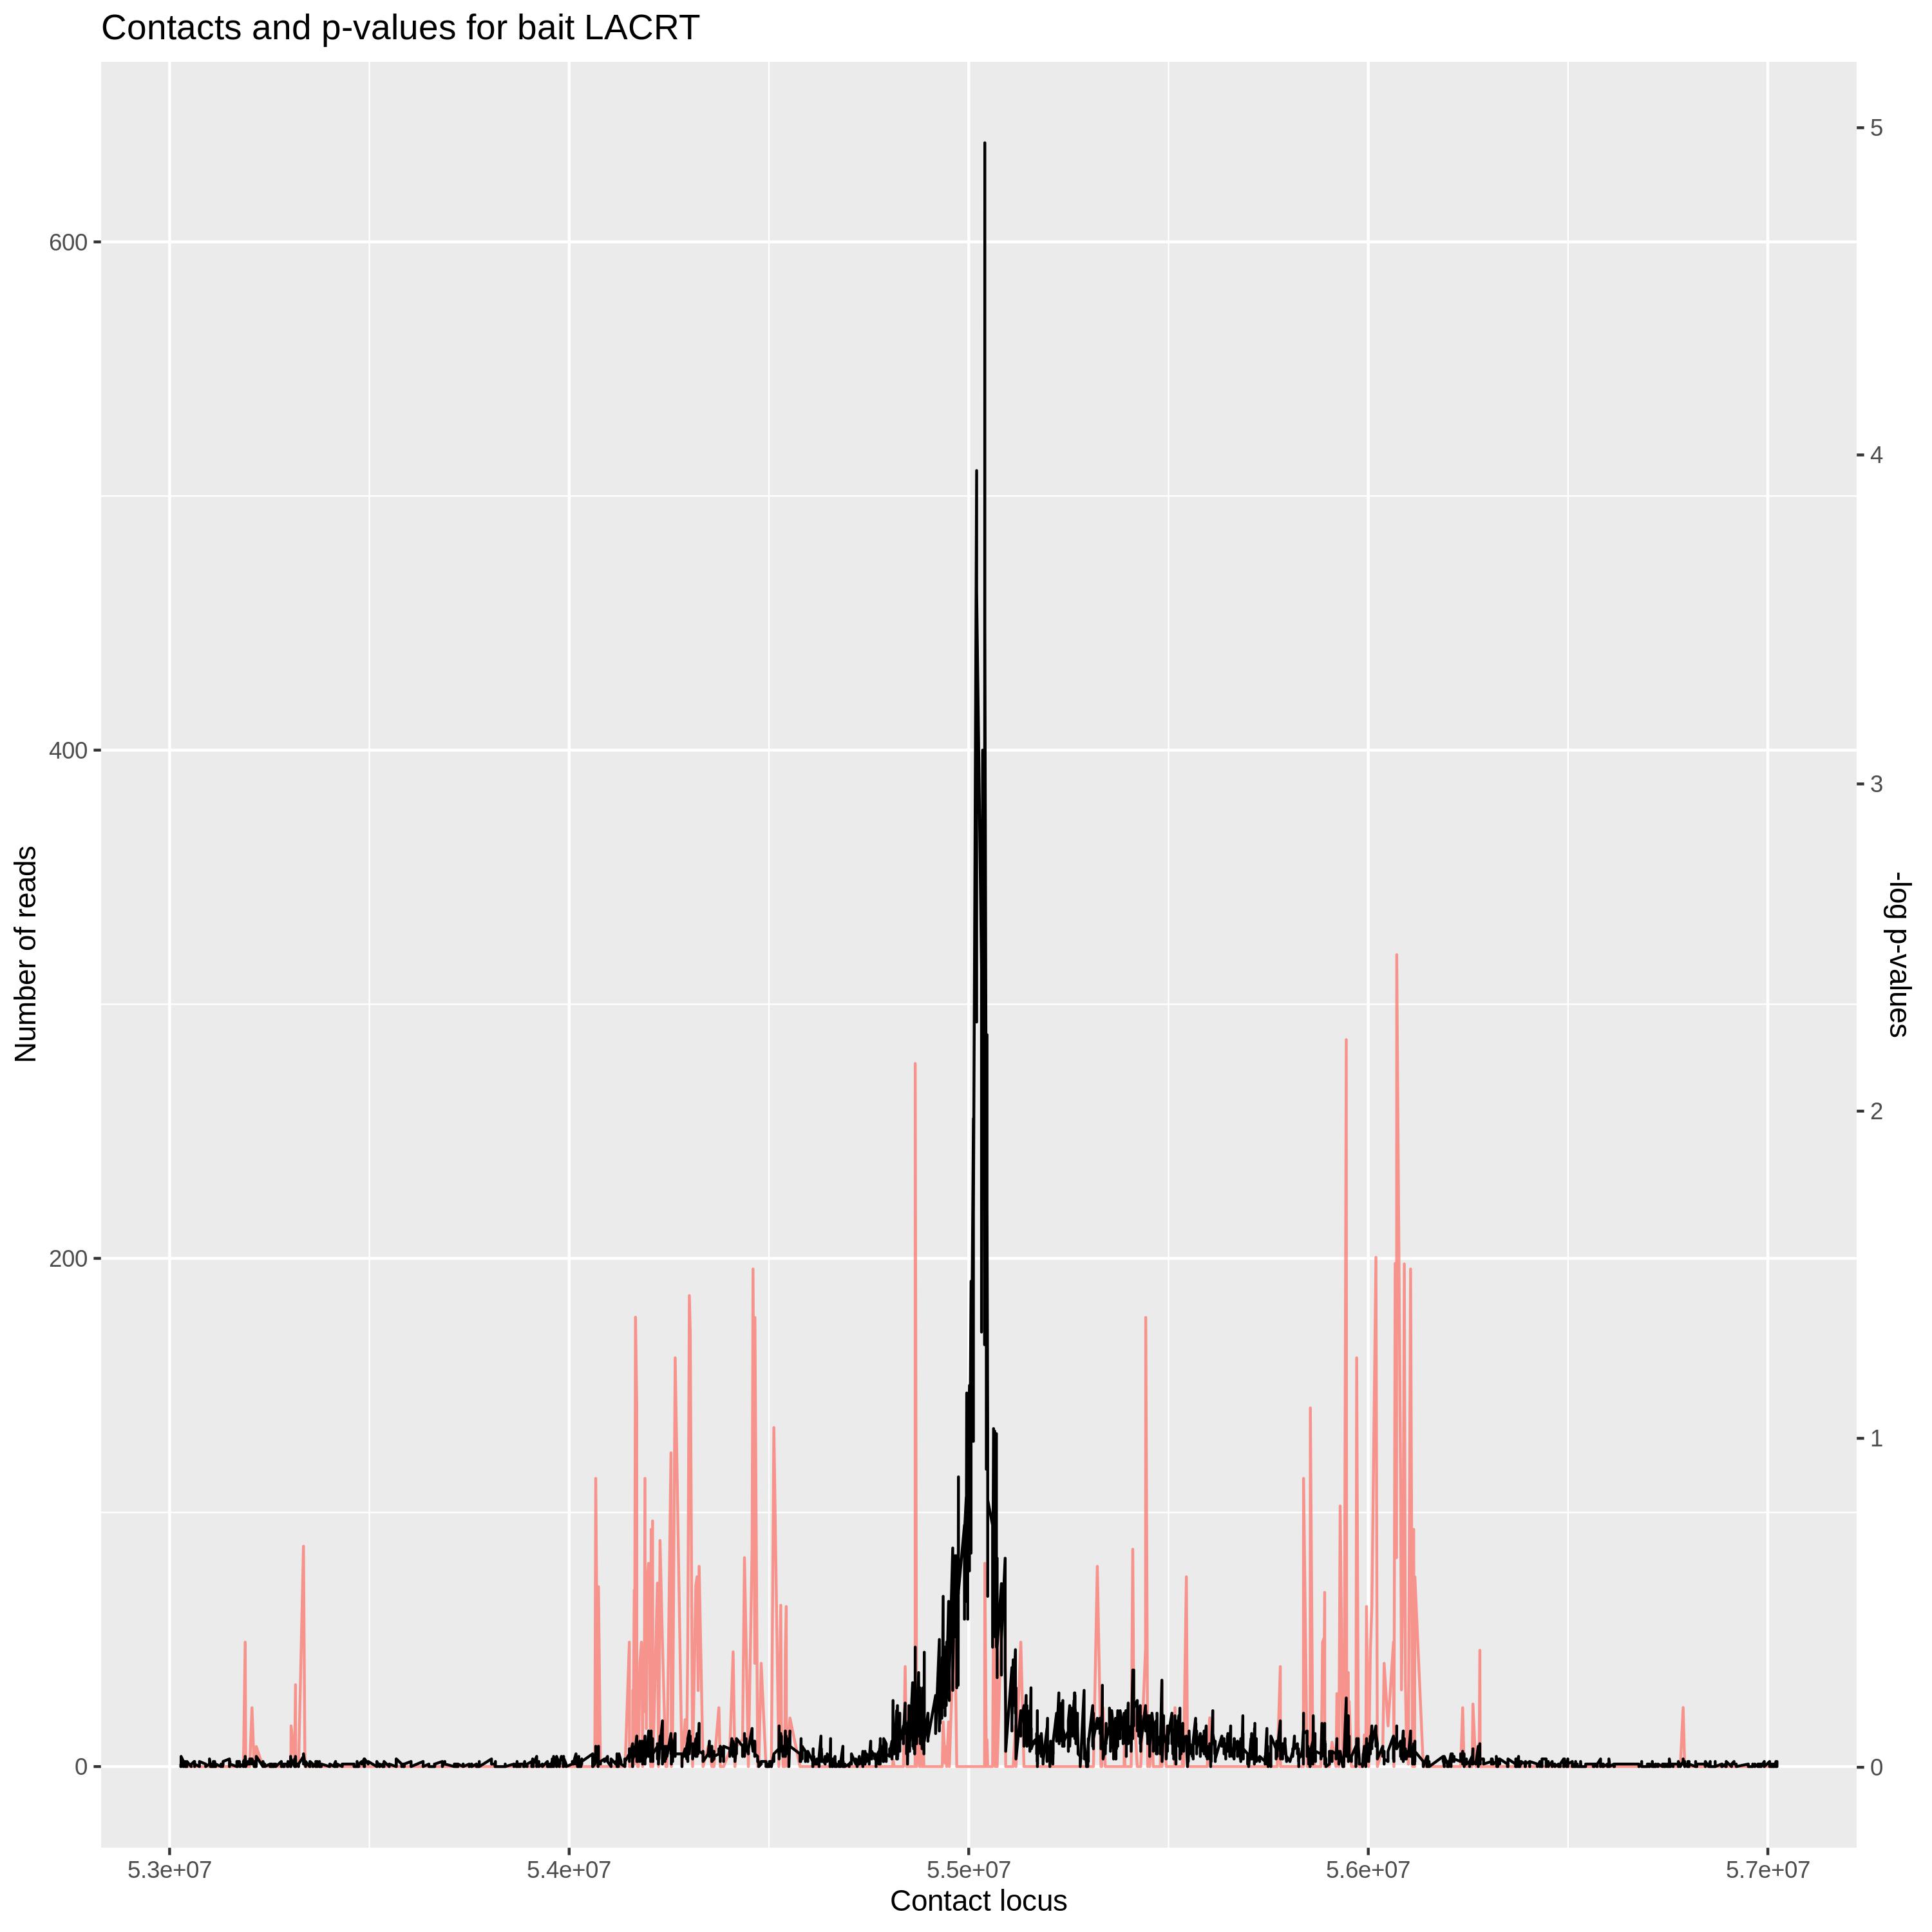 Contacts and p-values for bait LACRT
600
400
200
0
Number of reads
5
4
3
2
1
0
-log p-values
5.3e+07 5.4e+07 5.5e+07 5.6e+07 5.7e+07
Contact locus